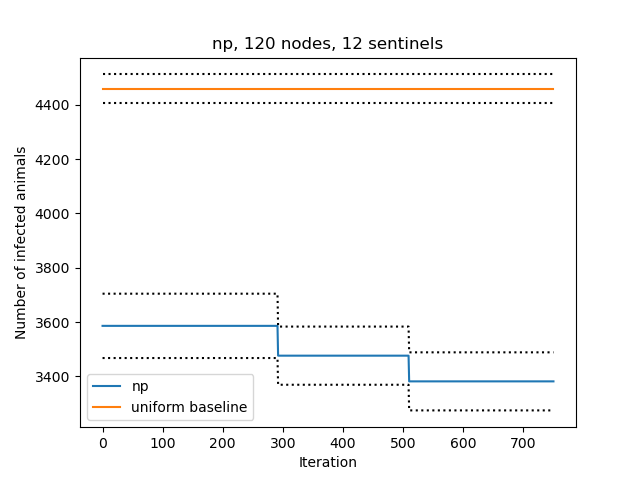 np, 120 nodes, 12 sentinels
Number of infected animals
4400
4200
4000
3800
3600
3400
np
uniform baseline
0 100 200 300 400 500 600 700
Iteration